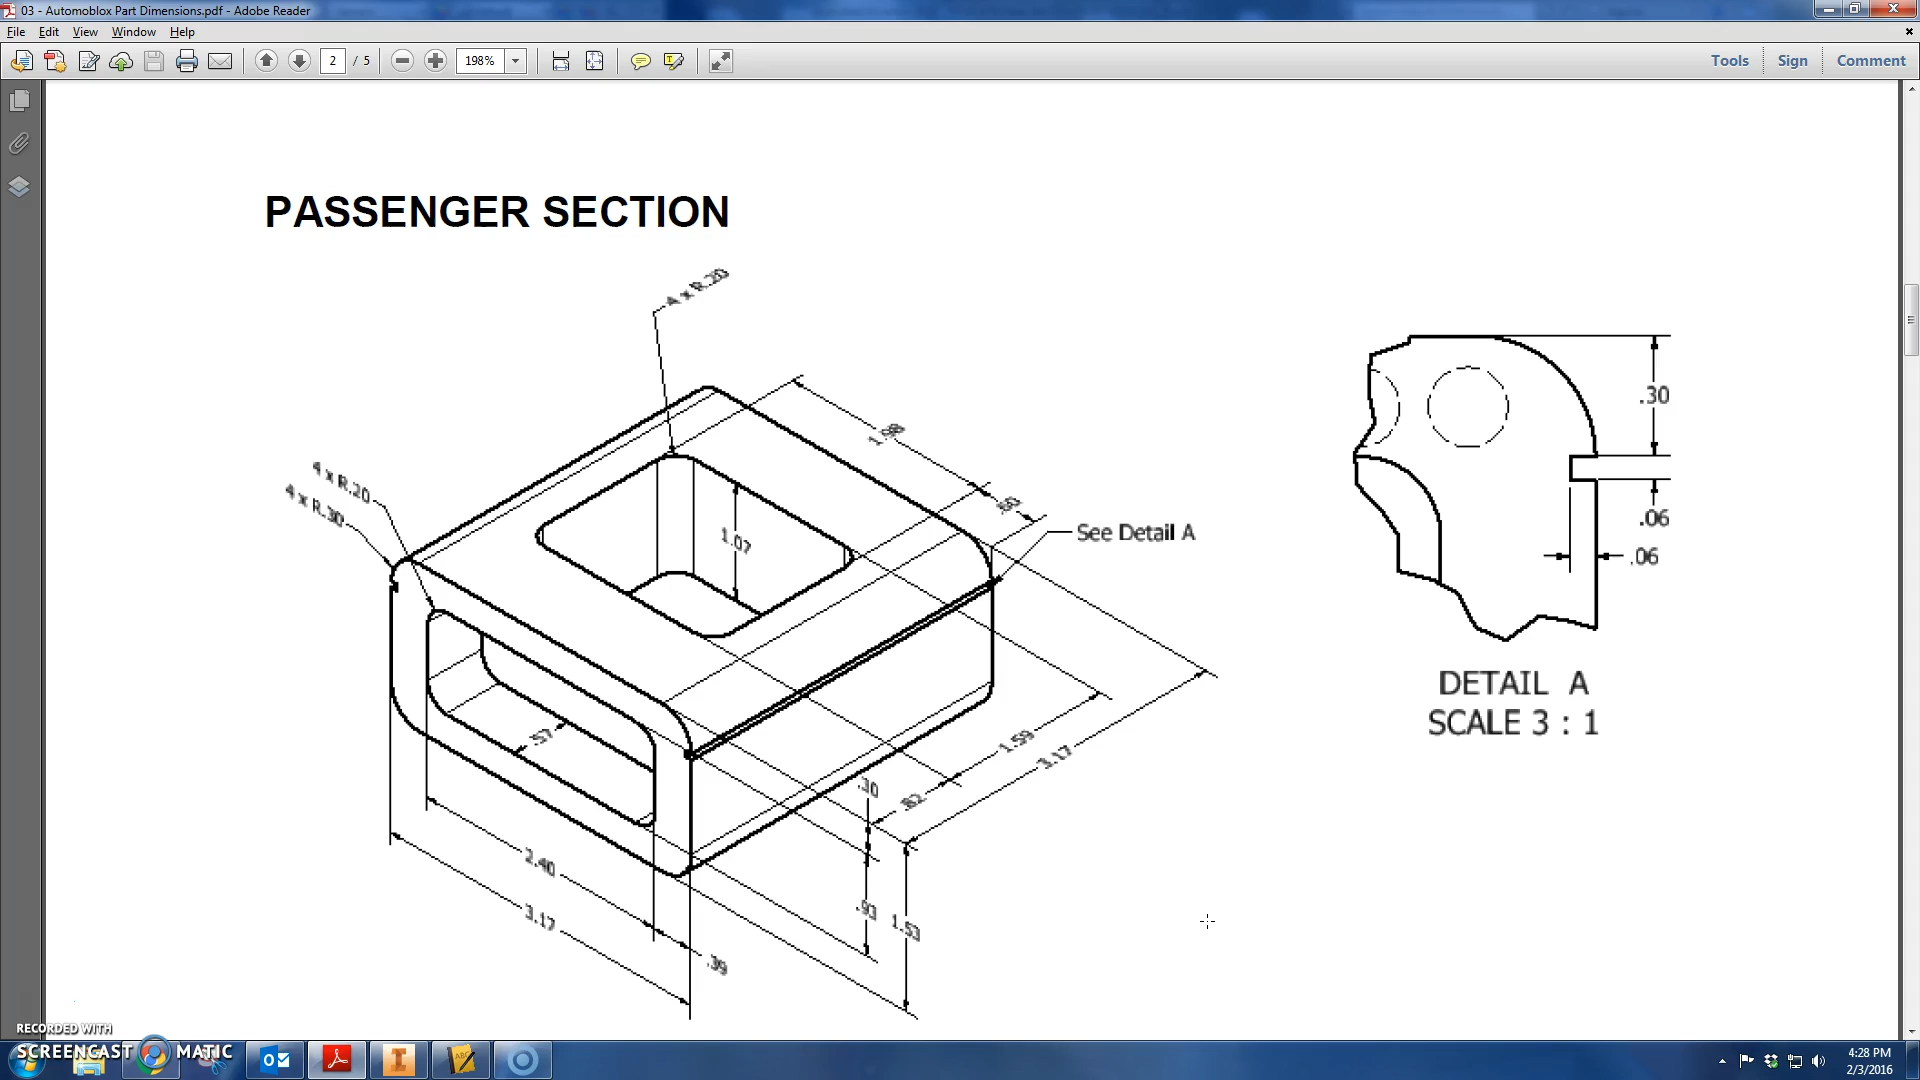 03 - Automoblox Part Dimensions.pdf - Adobe Reader
File Edit View Window Help
2 / 5 198% Tools Sign Comment
PASSENGER SECTION
4 x R.20
1.98
.60
4 x R.20
4 x R.30
1.07
See Detail A
.57
1.59
3.17
.30
.82
2.40
.93
1.53
3.17
.39
.30
.06
.06
DETAIL A
SCALE 3 : 1
RECORDED WITH
SCREENCAST MATIC
4:28 PM
2/3/2016